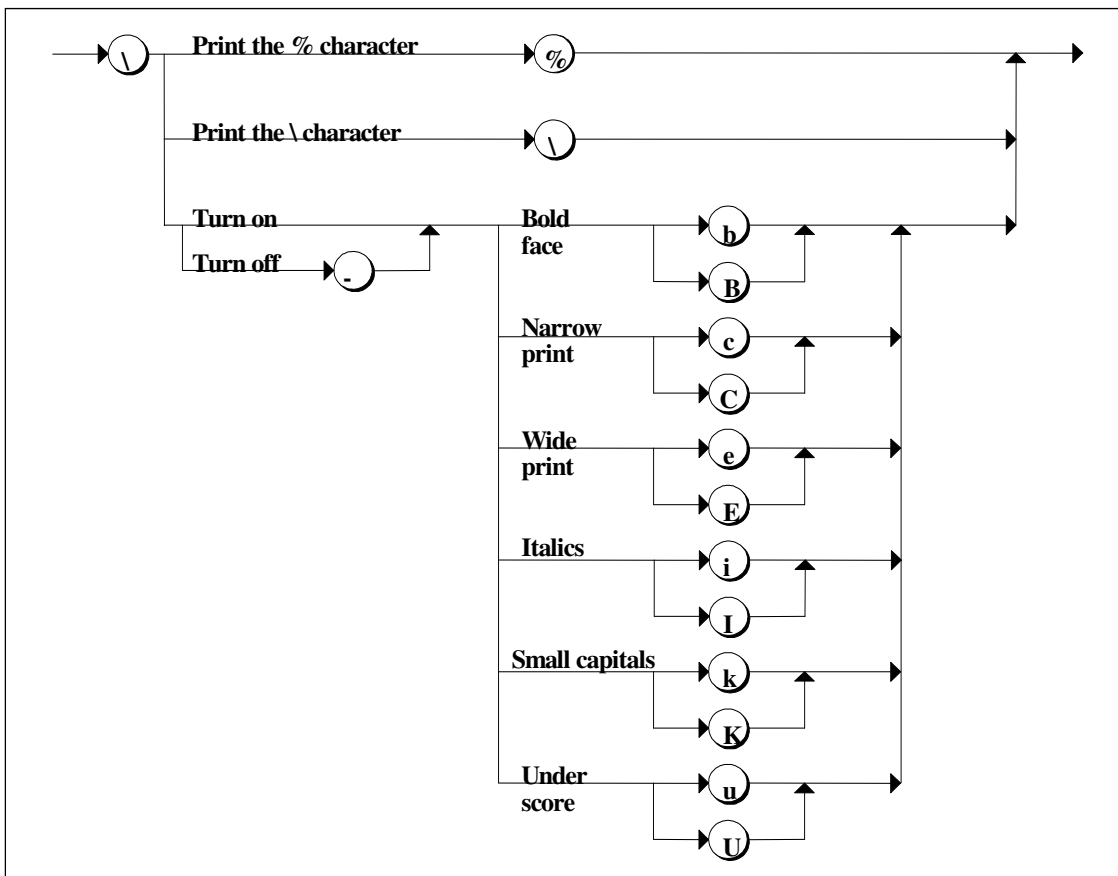 \ Print the % character %
Print the \ character \
Turn on
Turn off -
Bold
face
b
B
Narrow
print
c
C
Wide
print
e
E
Italics
i
I
Small capitals
k
K
Under
score
u
U